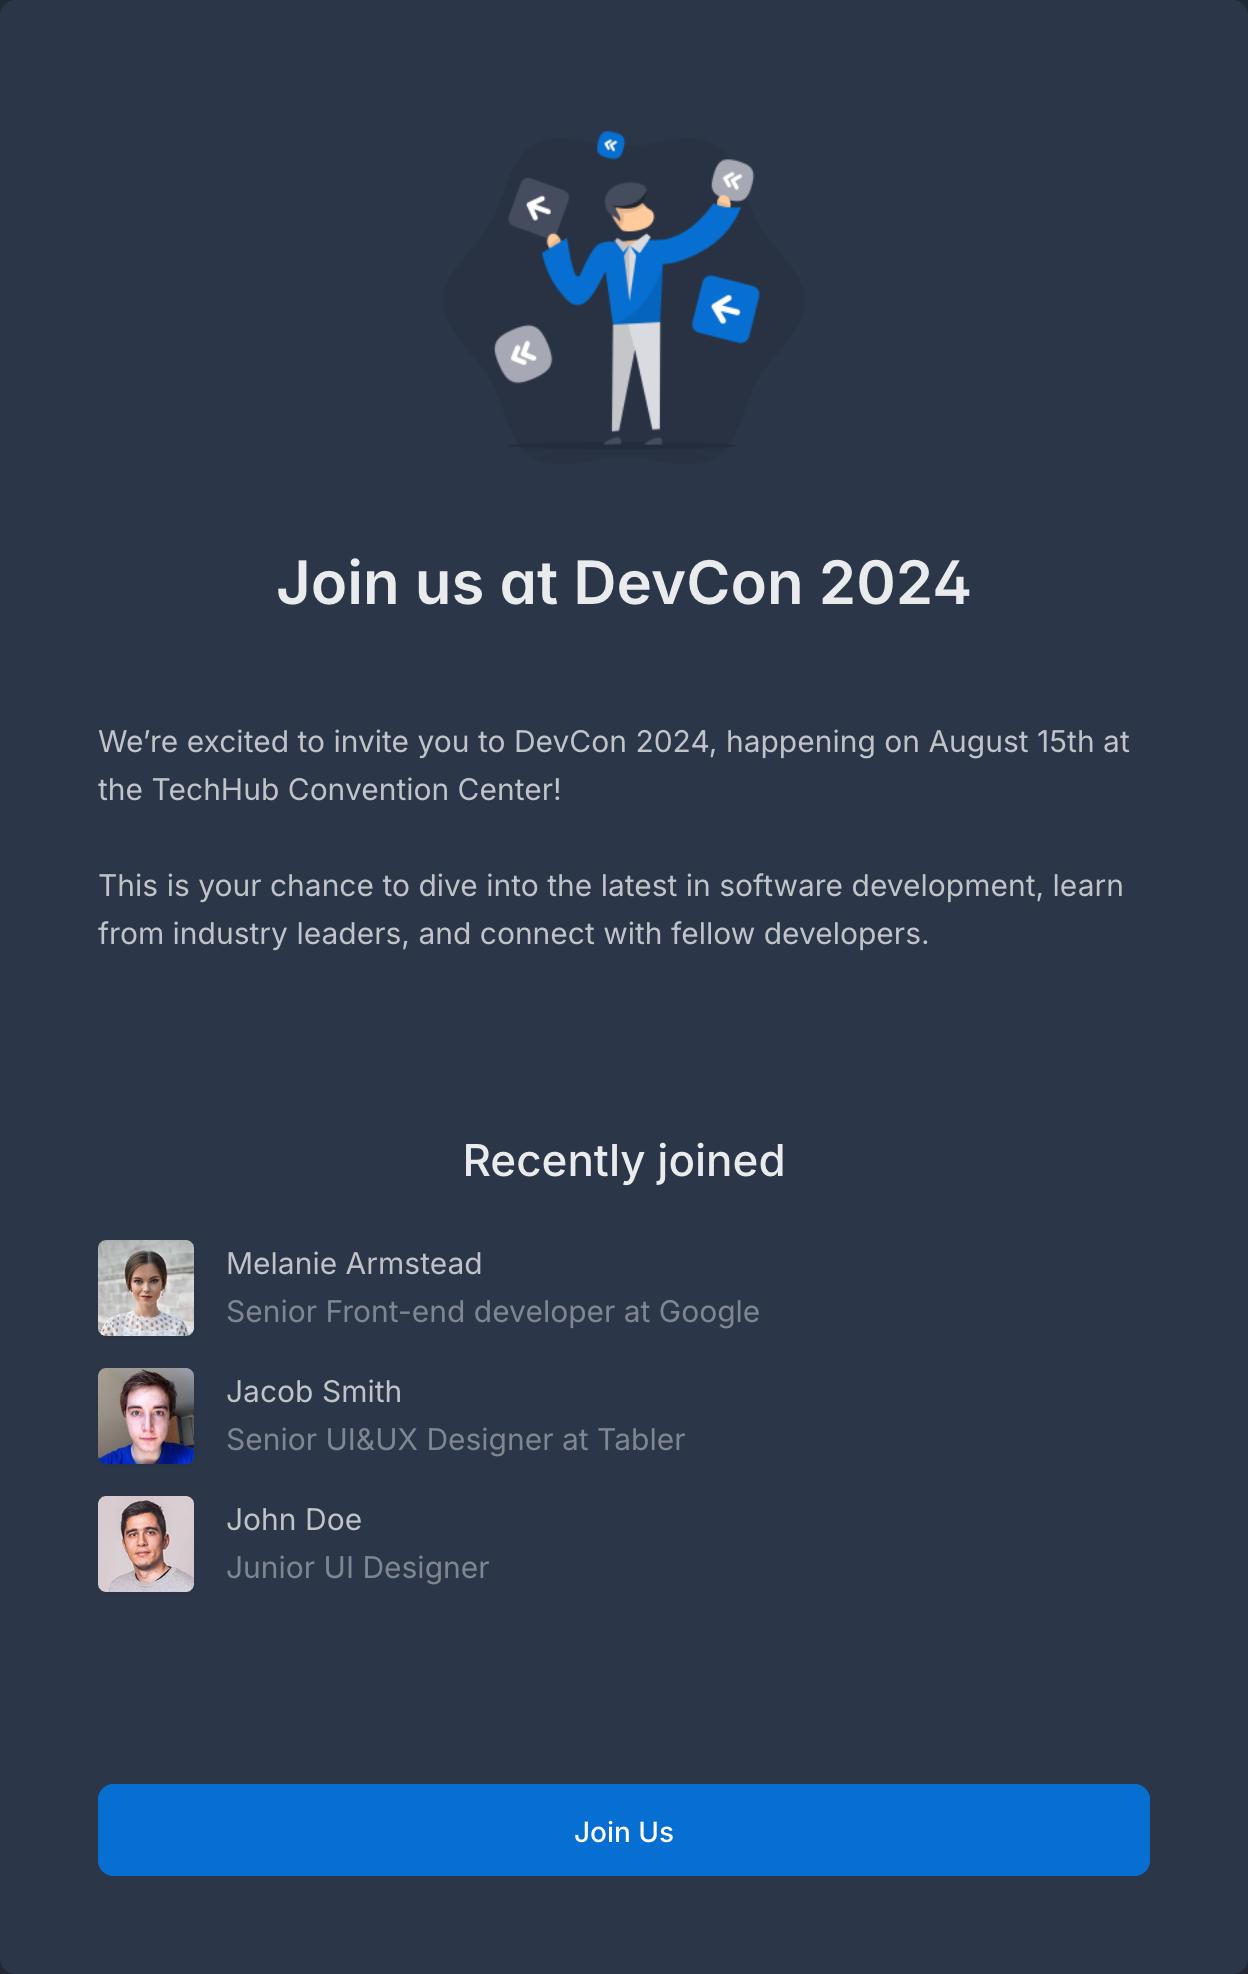 Join us at DevCon 2024
We’re excited to invite you to DevCon 2024, happening on August 15th at
the TechHub Convention Center!
This is your chance to dive into the latest in software development, learn
from industry leaders, and connect with fellow developers.
Recently joined
Melanie Armstead
Senior Front-end developer at Google
Jacob Smith
Senior UI&UX Designer at Tabler
John Doe
Junior UI Designer
Join Us